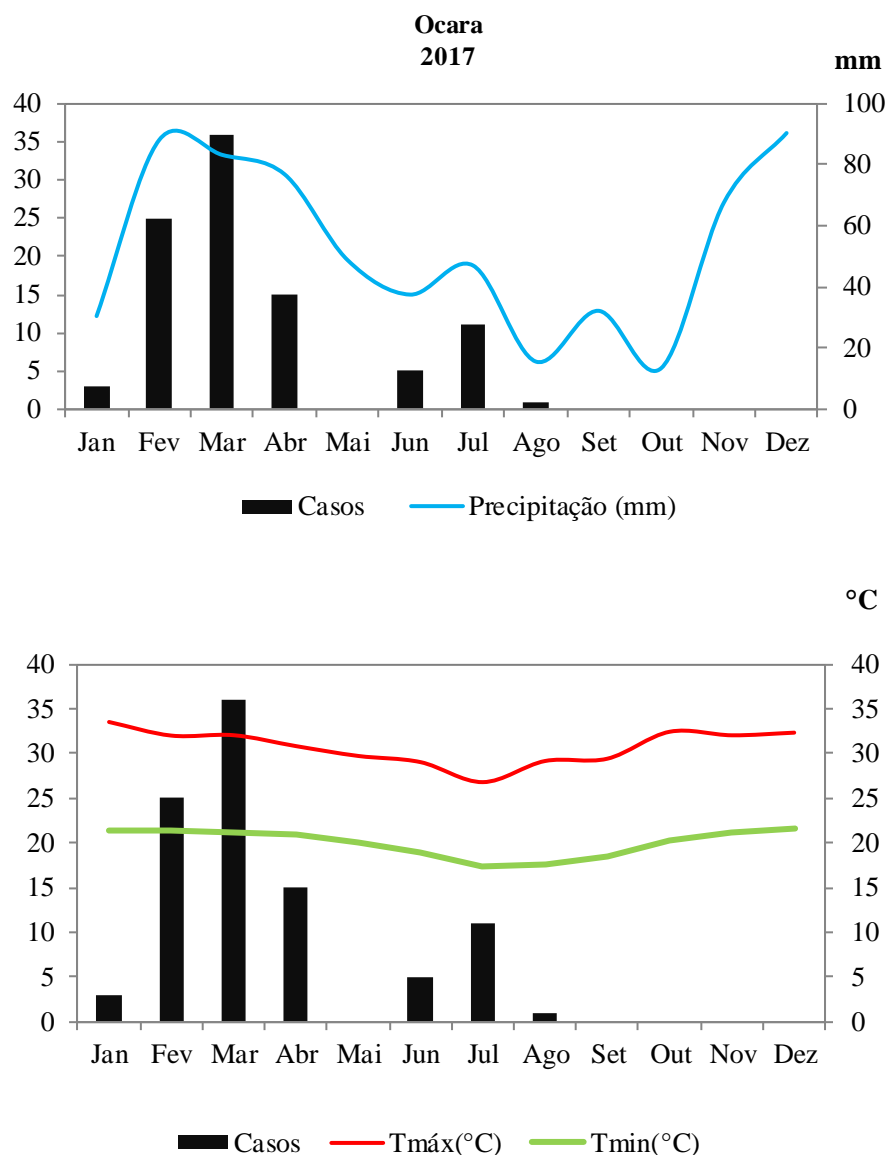 Ocara
2017
mm
40 100
35
30 80
25
20 60
15 40
10
5 20
0 0
Jan Fev Mar Abr Mai Jun Jul Ago Set Out Nov Dez
Casos Precipitação (mm)
°C
40 40
35 35
30 30
25 25
20 20
15 15
10 10
5 5
0 0
Jan Fev Mar Abr Mai Jun Jul Ago Set Out Nov Dez
Casos Tmáx(°C) Tmin(°C)